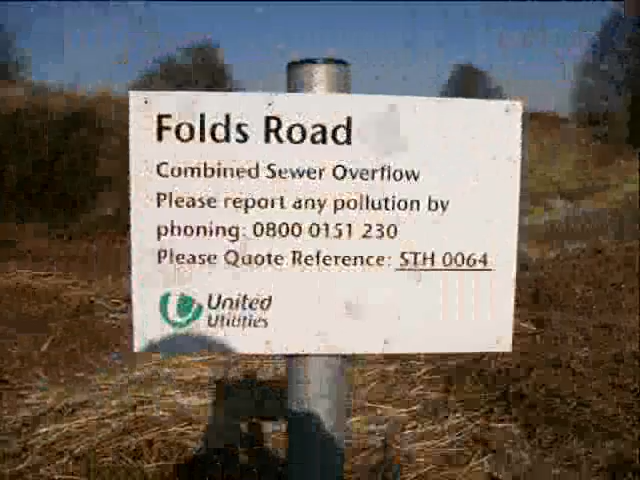 Folds Road
Combined Sewer Overflow
Please report any pollution by
phoning: 0800 0151 230
Please Quote Reference: STH 0064
United
Utilities